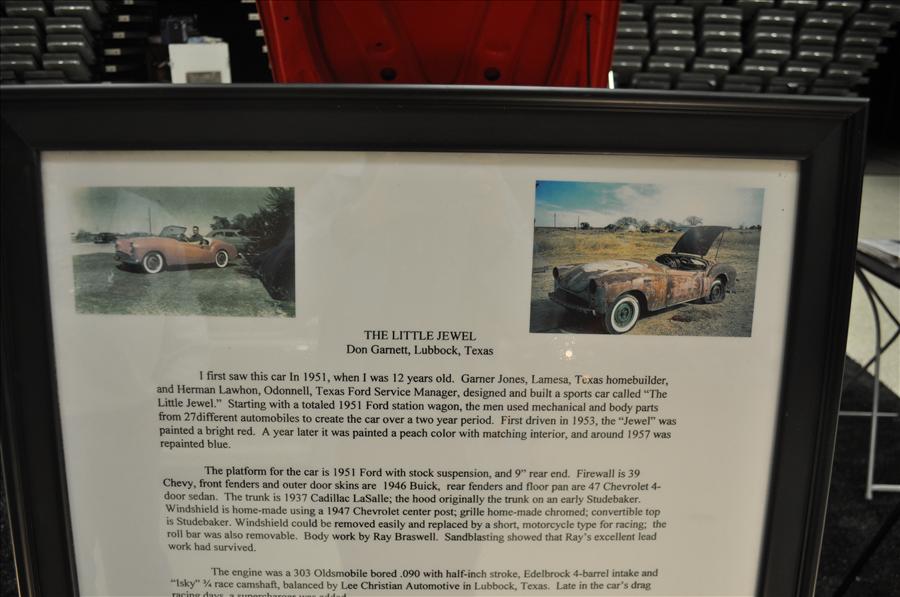 THE LITTLE JEWEL
Don Garnett, Lubbock, Texas
I first saw this car In 1951, when I was 12 years old. Garner Jones, Lamesa, Texas homebuilder,
and Herman Lawhon, Odonnell, Texas Ford Service Manager, designed and built a sports car called "The
Little Jewel." Starting with a totaled 1951 Ford station wagon, the men used mechanical and body parts
from 27different automobiles to create the car over a two year period. First driven in 1953, the "Jewel" was
painted a bright red. A year later it was painted a peach color with matching interior, and around 1957 was
repainted blue.
The platform for the car is 1951 Ford with stock suspension, and 9" rear end. Firewall is 39
Chevy, front fenders and outer door skins are 1946 Buick, rear fenders and floor pan are 47 Chevrolet 4-
door sedan. The trunk is 1937 Cadillac LaSalle; the hood originally the trunk on an early Studebaker.
Windshield is home-made using a 1947 Chevrolet center post; grille home-made chromed; convertible top
is Studebaker. Windshield could be removed easily and replaced by a short, motorcycle type for racing; the
roll bar was also removable. Body work by Ray Braswell. Sandblasting showed that Ray's excellent lead
work had survived.
The engine was a 303 Oldsmobile bored .090 with half-inch stroke, Edelbrock 4-barrel intake and
"Isky" ¾ race camshaft, balanced by Lee Christian Automotive in Lubbock, Texas. Late in the car's drag
racing days, a supercharger was added